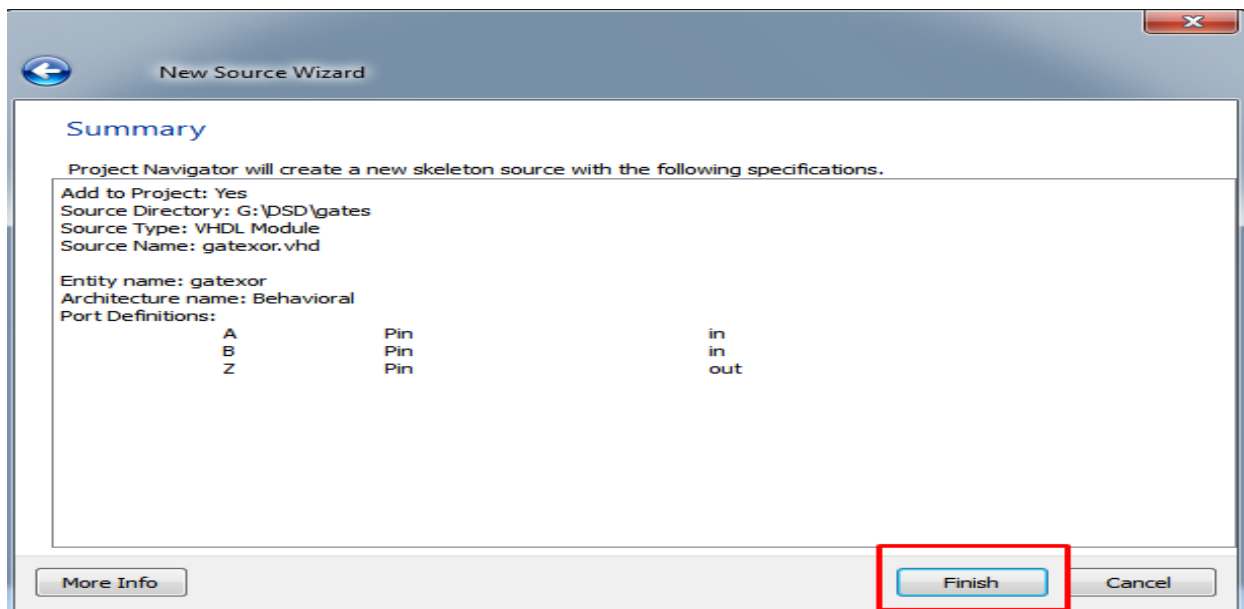 New Source Wizard
Summary
Project Navigator will create a new skeleton source with the following specifications.
Add to Project: Yes
Source Directory: G:\DSD\gates
Source Type: VHDL Module
Source Name: gatexor.vhd
Entity name: gatexor
Architecture name: Behavioral
Port Definitions:
A Pin in
B Pin in
Z Pin out
More Info Finish Cancel